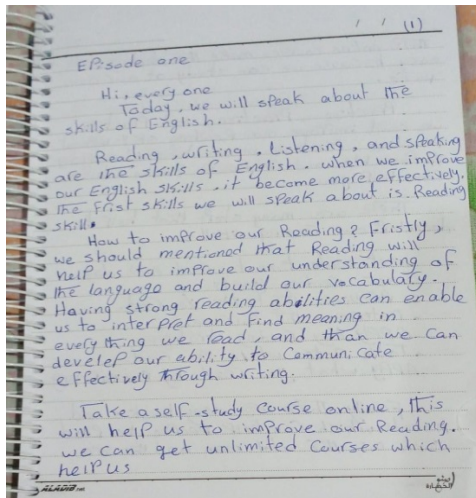 / / (1)
Episode one
Hi, every one
Today, we will speak about the
skills of English.
Reading, writing, Listening, and speaking
are the skills of English. when we improve
our English skills, it become more effectively.
The frist skills we will speak about is Reading
skill.
How to improve our Reading? Fristly,
we should mentioned that Reading will
help us to improve our understanding of
the language and build our vocabulary.
Having strong reading abilities can enable
us to interpret and find meaning in
every thing we read, and than we can
develep our ability to Communicate
effectively through writing.
Take a self-study course online, this
will help us to improve our Reading.
we can get unlimited Courses which
help us